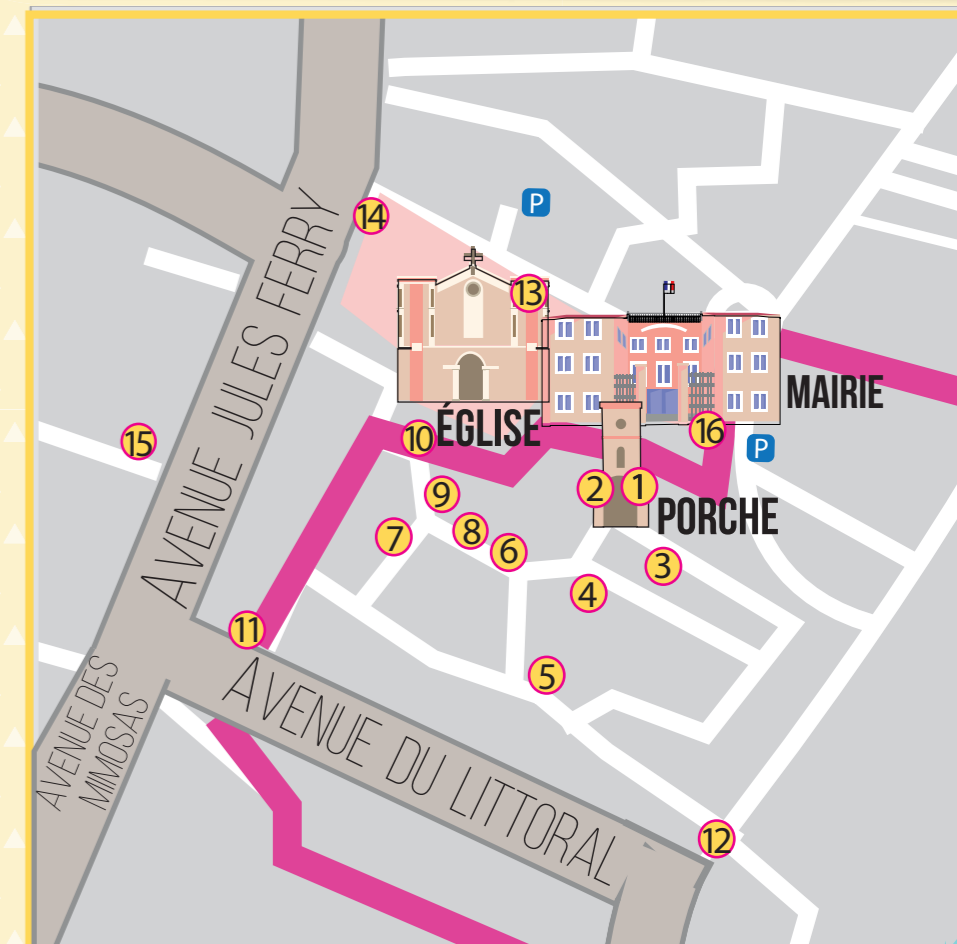 P
14
13
AVENUE JULES FERRY
MAIRIE
ÉGLISE
10
16
P
15
9
2
1
PORCHE
7
8
6
3
4
11
5
AVENUE DES
MIMOSAS
AVENUE DU LITTORAL
12